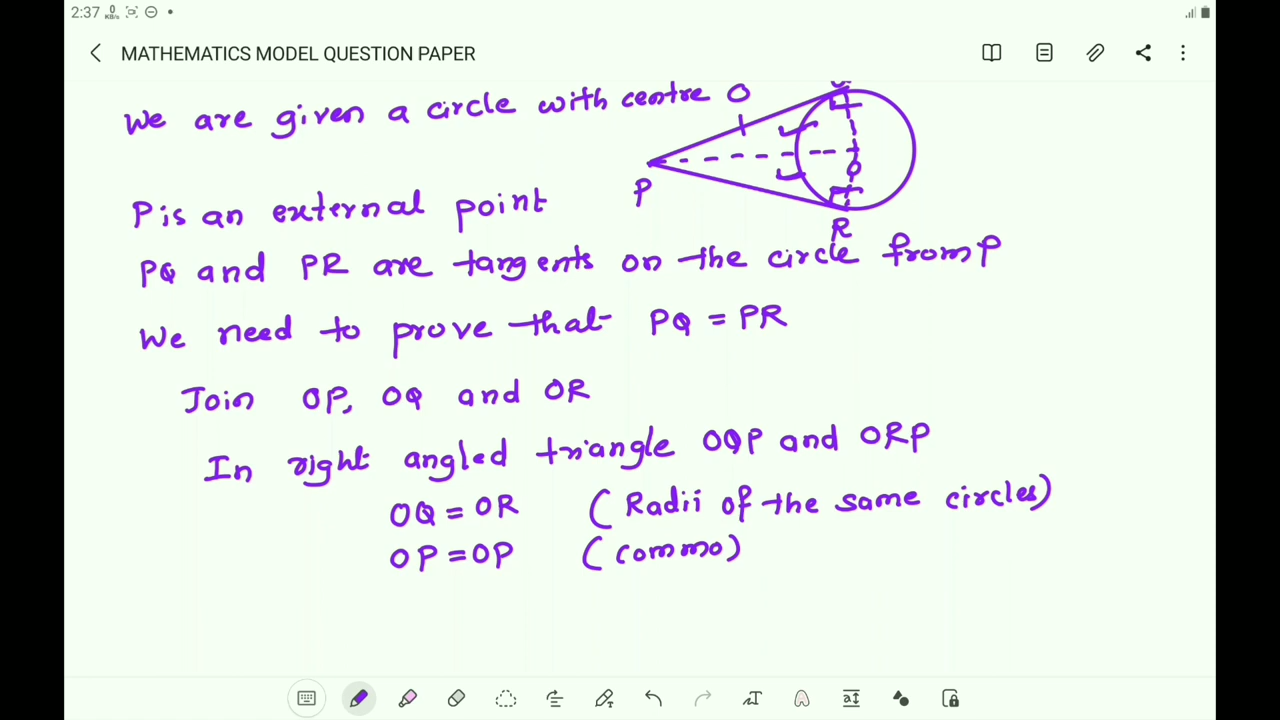 2:37 0 KB/s
MATHEMATICS MODEL QUESTION PAPER
We are given a circle with centre O
P
O
R
P is an external point
PQ and PR are tangents on the circle from P
We need to prove that PQ = PR
Join OP, OQ and OR
In right angled triangle OQP and ORP
OQ = OR (Radii of the same circles)
OP = OP (commo)